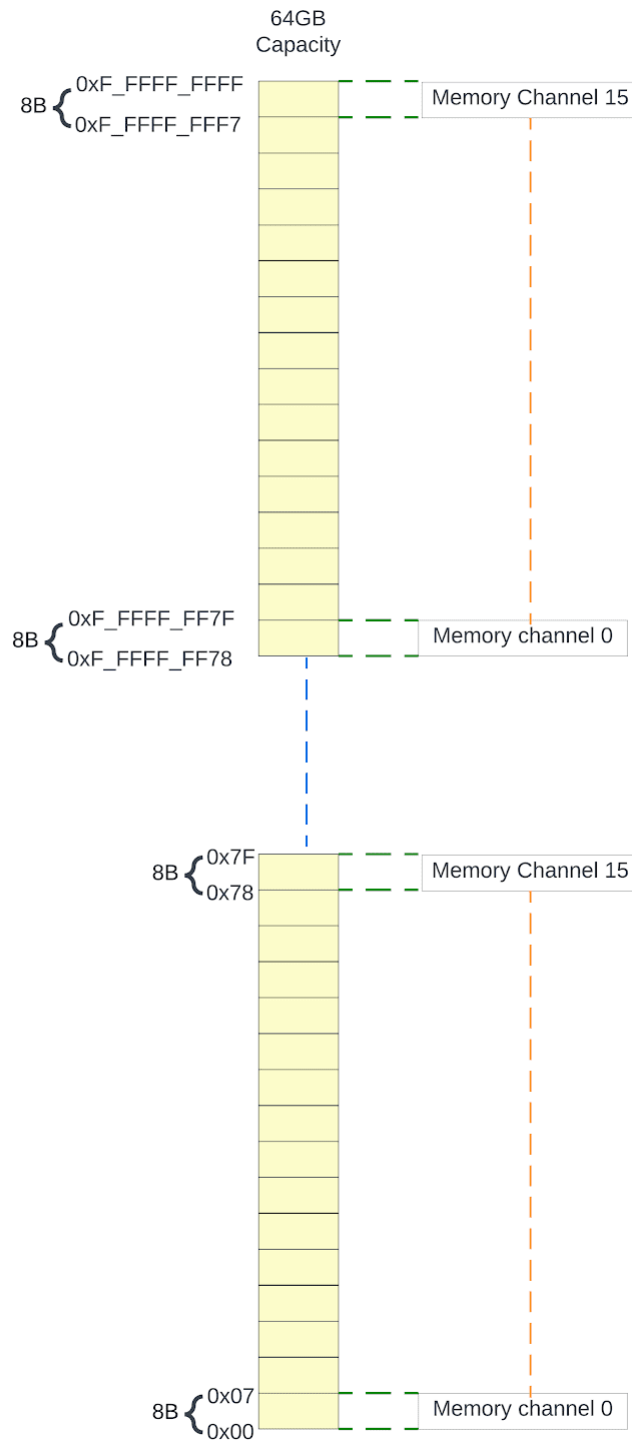 64GB
Capacity
0xF_FFFF_FFFF
8B
0xF_FFFF_FFF7
Memory Channel 15
0xF_FFFF_FF7F
8B
0xF_FFFF_FF78
Memory channel 0
0x7F
8B
0x78
Memory Channel 15
0x07
8B
0x00
Memory channel 0